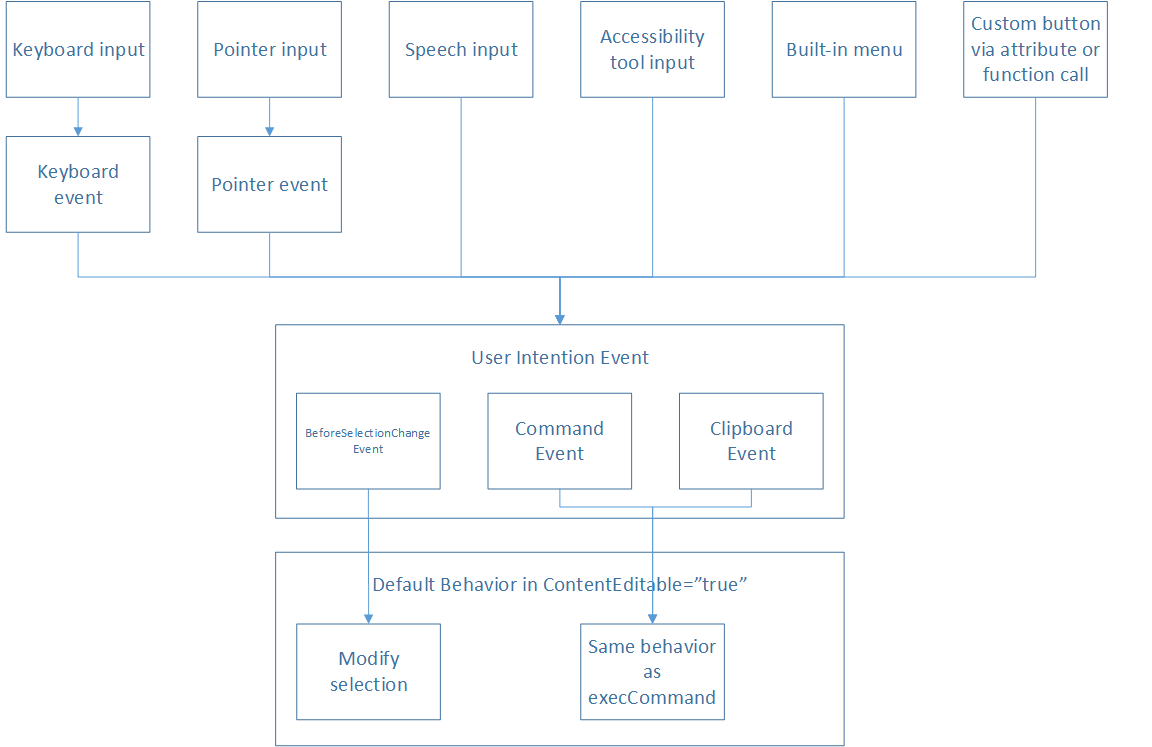 Keyboard input
Pointer input
Speech input
Accessibility
tool input
Built-in menu
Custom button
via attribute or
function call
Keyboard
event
Pointer event
User Intention Event
BeforeSelectionChange
Event
Command
Event
Clipboard
Event
Default Behavior in ContentEditable=”true”
Modify
selection
Same behavior
as
execCommand